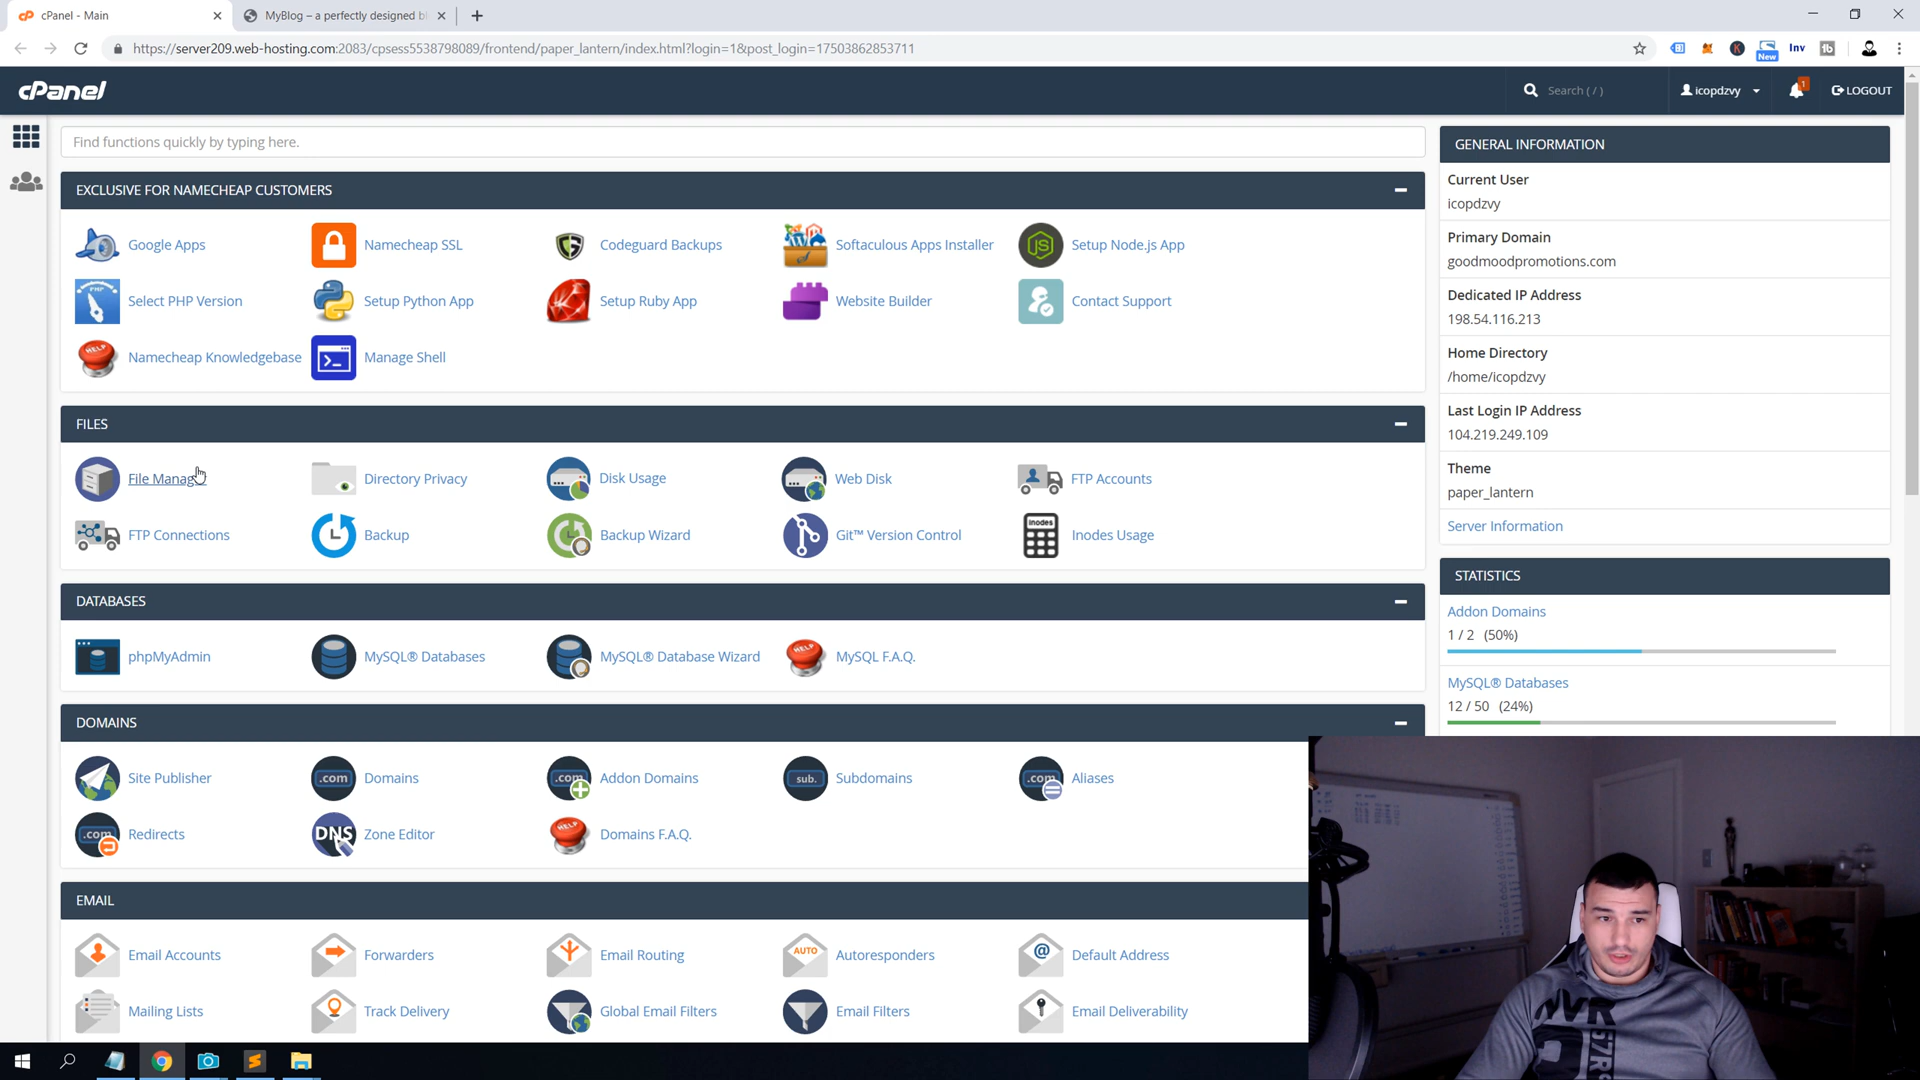 cPanel - Main
MyBlog – a perfectly designed bl
https://server209.web-hosting.com:2083/cpsess5538798089/frontend/paper_lantern/index.html?login=1&post_login=17503862853711
New
Inv
tb
cPanel
Search ( / )
icopdzvy
1
LOGOUT
Find functions quickly by typing here.
EXCLUSIVE FOR NAMECHEAP CUSTOMERS
Google Apps
Namecheap SSL
Codeguard Backups
Softaculous Apps Installer
Setup Node.js App
Select PHP Version
Setup Python App
Setup Ruby App
Website Builder
Contact Support
Namecheap Knowledgebase
Manage Shell
FILES
File Manager
Directory Privacy
Disk Usage
Web Disk
FTP Accounts
FTP Connections
Backup
Backup Wizard
Git™ Version Control
Inodes Usage
DATABASES
phpMyAdmin
MySQL® Databases
MySQL® Database Wizard
MySQL F.A.Q.
DOMAINS
Site Publisher
Domains
Addon Domains
Subdomains
Aliases
Redirects
Zone Editor
Domains F.A.Q.
EMAIL
Email Accounts
Forwarders
Email Routing
Autoresponders
Default Address
Mailing Lists
Track Delivery
Global Email Filters
Email Filters
Email Deliverability
GENERAL INFORMATION
Current User
icopdzvy
Primary Domain
goodmoodpromotions.com
Dedicated IP Address
198.54.116.213
Home Directory
/home/icopdzvy
Last Login IP Address
104.219.249.109
Theme
paper_lantern
Server Information
STATISTICS
Addon Domains
1 / 2 (50%)
MySQL® Databases
12 / 50 (24%)